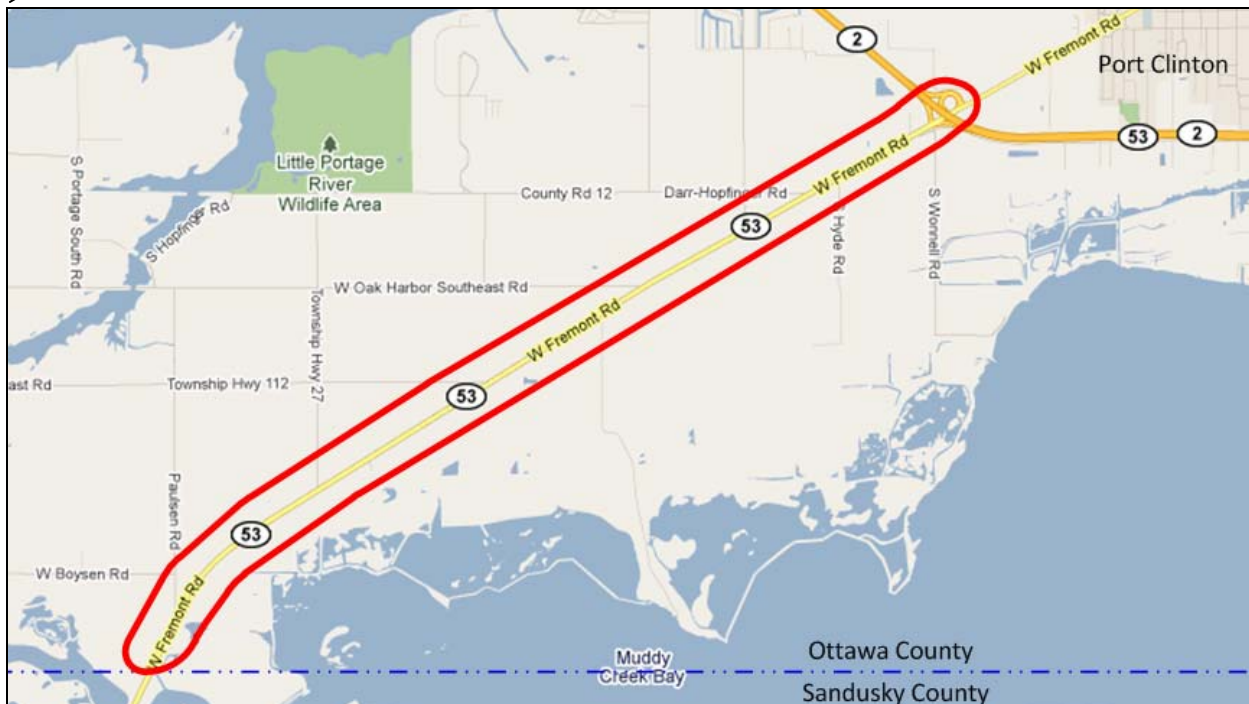 2
W Fremont Rd
Port Clinton
53
2
Little Portage
River
Wildlife Area
S Portage South Rd
S Hopfinger Rd
County Rd 12
Darr-Hopfinger Rd
W Fremont Rd
53
Hyde Rd
S Wonnell Rd
W Oak Harbor Southeast Rd
Township Hwy 27
W Fremont Rd
ast Rd
Township Hwy 112
53
Paulsen Rd
53
W Boysen Rd
W Fremont Rd
Muddy
Creek Bay
Ottawa County
Sandusky County